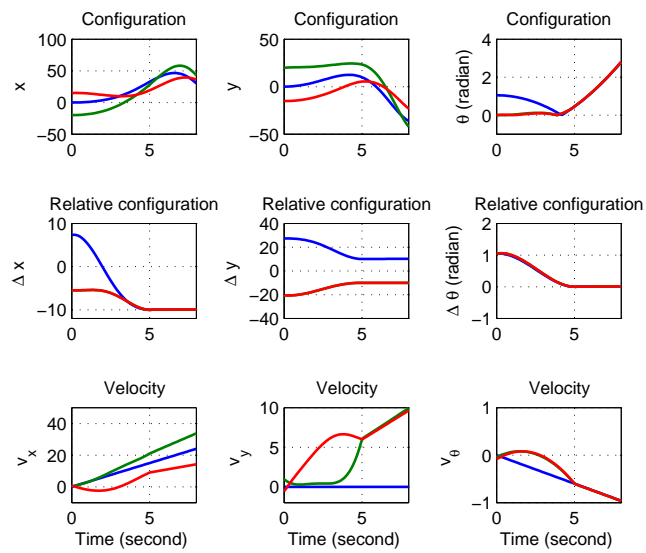 Configuration Configuration Configuration
100
50
0
−50
x
0 5
50
0
−50
y
0 5
4
2
0
−2
θ (radian)
0 5
Relative configuration Relative configuration Relative configuration
10
0
−10
Δ x
0 5
40
20
0
−20
−40
Δ y
0 5
2
1
0
−1
Δ θ (radian)
0 5
Velocity Velocity Velocity
40
20
0
v_x
0 5
Time (second)
10
5
0
v_y
0 5
Time (second)
1
0
−1
v_θ
0 5
Time (second)